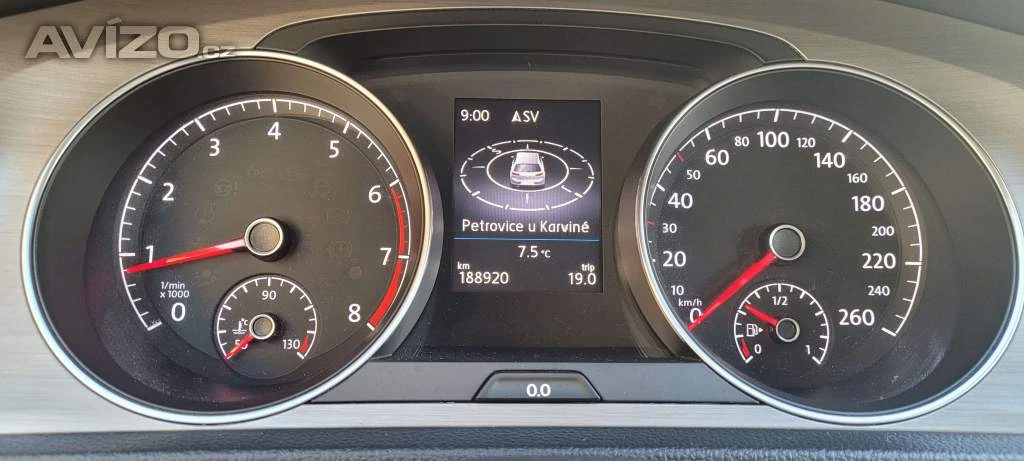 AVÍZO.cz
0 1 2 3 4 5 6 7 8
1/min
x 1000
50 90 130
9:00 ASV
Petrovice u Karviné
7.5 °C
km trip
188920 19.0
0 10 20 30 40 50 60 80 100 120 140 160 180 200 220 240 260
km/h
0 1/2 1
0.0